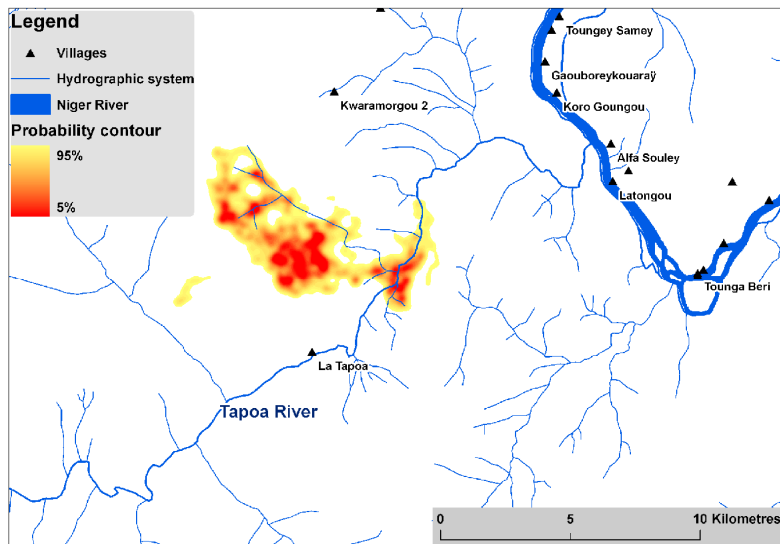 Legend
Villages
Hydrographic system
Niger River
Probability contour
95%
5%
Toungey Samey
Gaouboreykouaraÿ
Kwaramorgou 2
Koro Goungou
Alfa Souley
Latongou
Tounga Beri
La Tapoa
Tapoa River
0 5 10 Kilometres